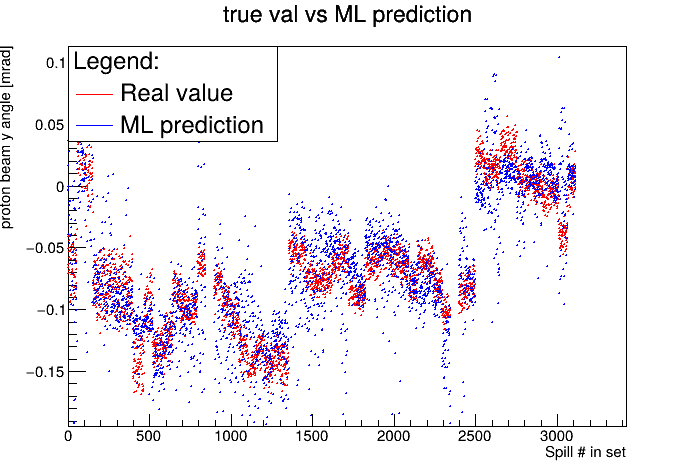 true val vs ML prediction
proton beam y angle [mrad]
Legend:
Real value
ML prediction
0.1
0.05
0
−0.05
−0.1
−0.15
0 500 1000 1500 2000 2500 3000
Spill # in set